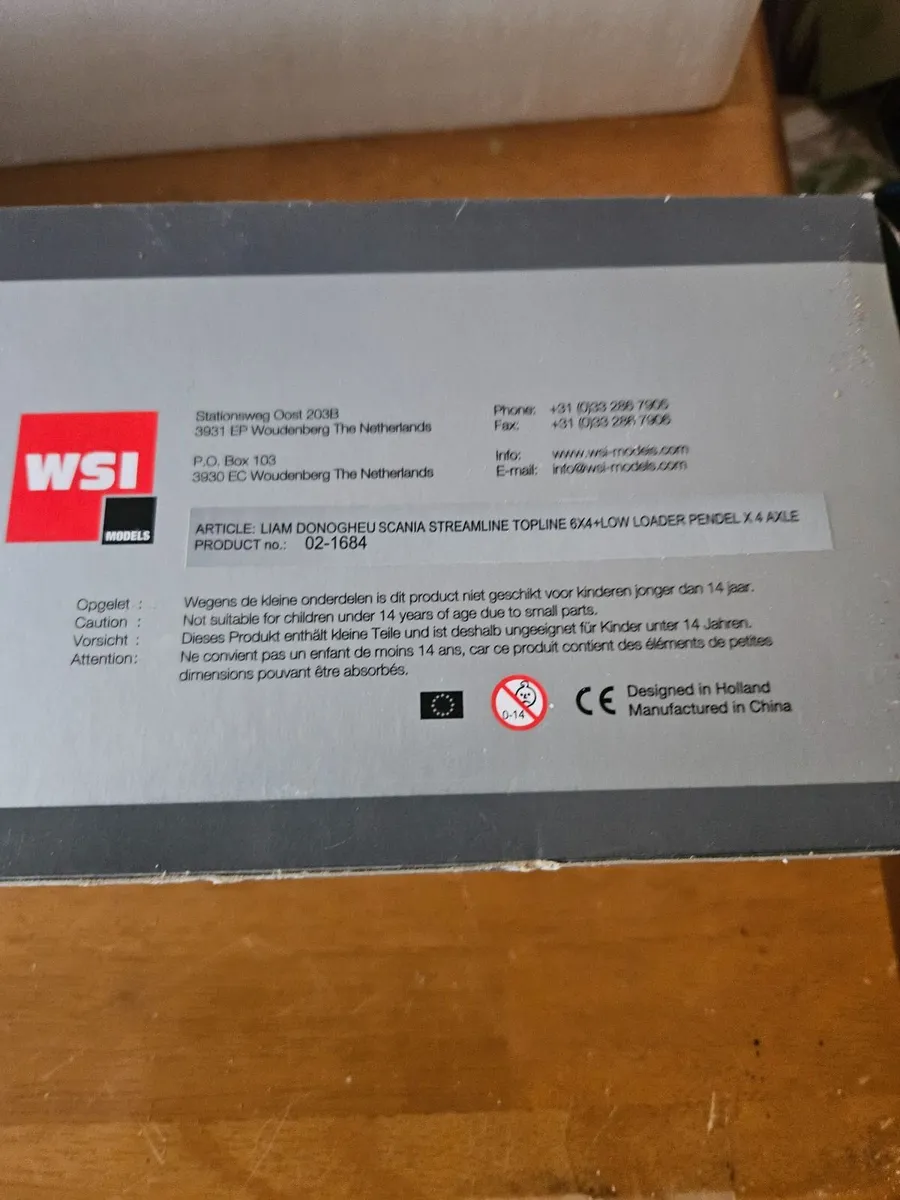 WSI
MODELS
Stationsweg Oost 203B
3931 EP Woudenberg The Netherlands
P.O. Box 103
3930 EC Woudenberg The Netherlands
Phone: +31 (0)33 286 7906
Fax: +31 (0)33 286 7906
Info: www.wsi-models.com
E-mail: info@wsi-models.com
ARTICLE: LIAM DONOGHEU SCANIA STREAMLINE TOPLINE 6X4+LOW LOADER PENDEL X 4 AXLE
PRODUCT no.: 02-1684
Opgelet : Wegens de kleine onderdelen is dit product niet geschikt voor kinderen jonger dan 14 jaar.
Caution : Not suitable for children under 14 years of age due to small parts.
Vorsicht : Dieses Produkt enthält kleine Teile und ist deshalb ungeeignet für Kinder unter 14 Jahren.
Attention: Ne convient pas un enfant de moins 14 ans, car ce produit contient des éléments de petites
dimensions pouvant être absorbés.
0-14
CE
Designed in Holland
Manufactured in China